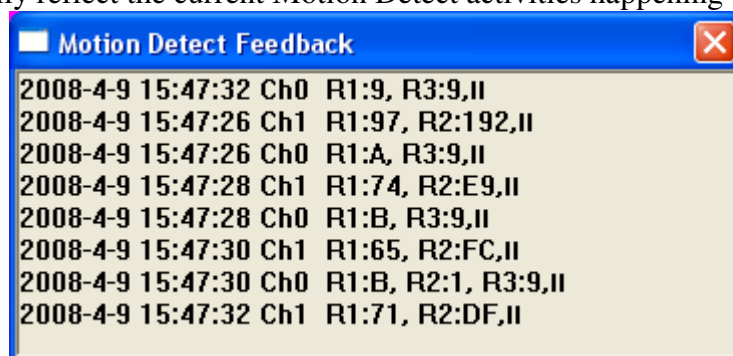 reflect the current Motion Detect activities happening
Motion Detect Feedback
2008-4-9 15:47:32 Ch0 R1:9, R3:9,II
2008-4-9 15:47:26 Ch1 R1:97, R2:192,II
2008-4-9 15:47:26 Ch0 R1:A, R3:9,II
2008-4-9 15:47:28 Ch1 R1:74, R2:E9,II
2008-4-9 15:47:28 Ch0 R1:B, R3:9,II
2008-4-9 15:47:30 Ch1 R1:65, R2:FC,II
2008-4-9 15:47:30 Ch0 R1:B, R2:1, R3:9,II
2008-4-9 15:47:32 Ch1 R1:71, R2:DF,II